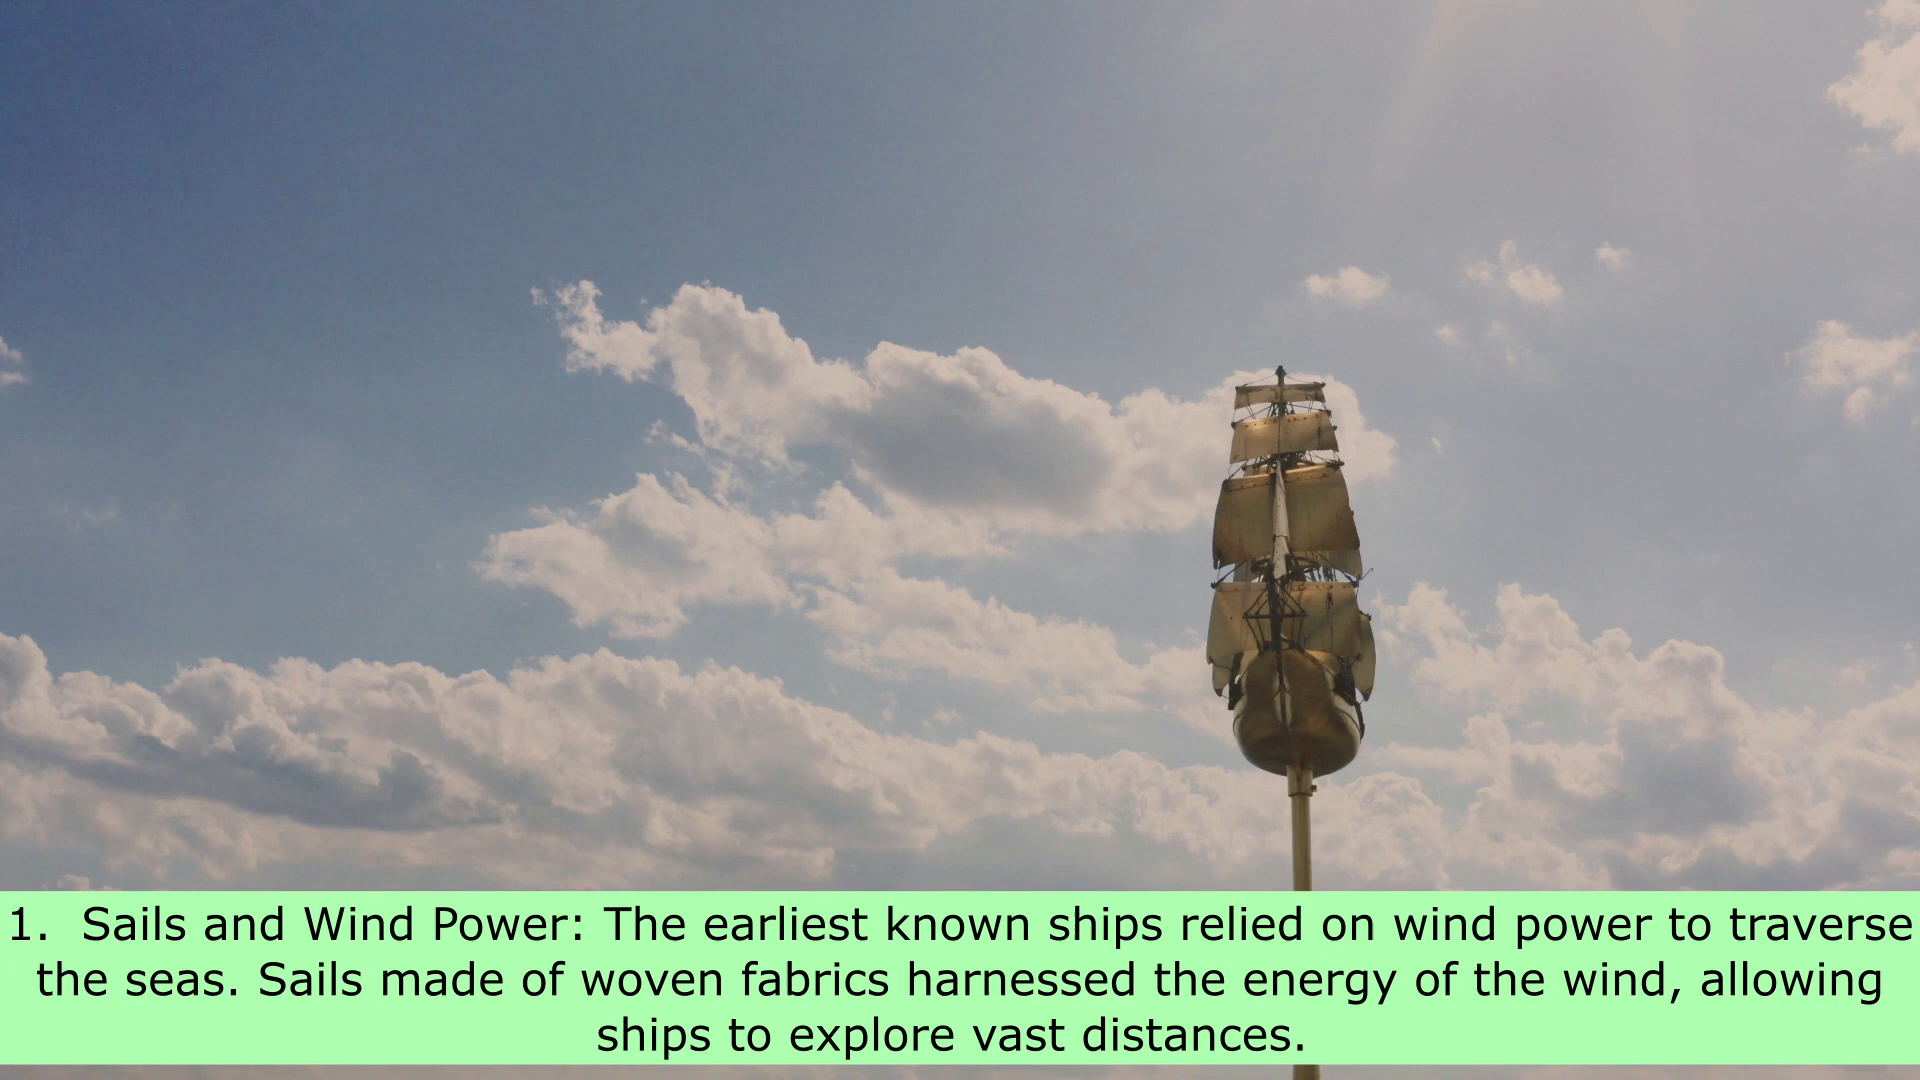 1.  Sails and Wind Power: The earliest known ships relied on wind power to traverse
the seas. Sails made of woven fabrics harnessed the energy of the wind, allowing
ships to explore vast distances.